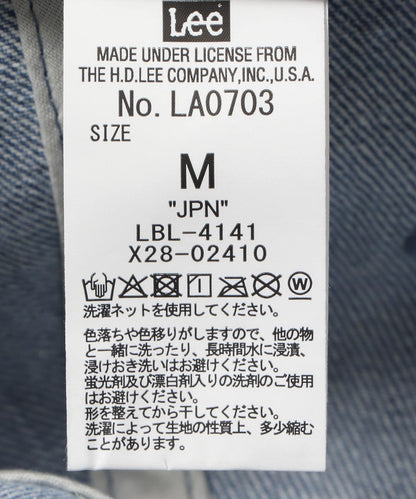 Lee
MADE UNDER LICENSE FROM
THE H.D.LEE COMPANY,INC.,U.S.A.
No. LA0703
SIZE
M
"JPN"
LBL-4141
X28-02410
W
洗濯ネットを使用してください。
色落ちや色移りがしますので、他の物
と一緒に洗ったり、長時間水に浸漬、
浸けおき洗いはお避けください。
蛍光剤及び漂白剤入りの洗剤のご使用
はお避けください。
形を整えてから干してください。
洗濯によって生地の性質上、多少縮む
ことがあります。